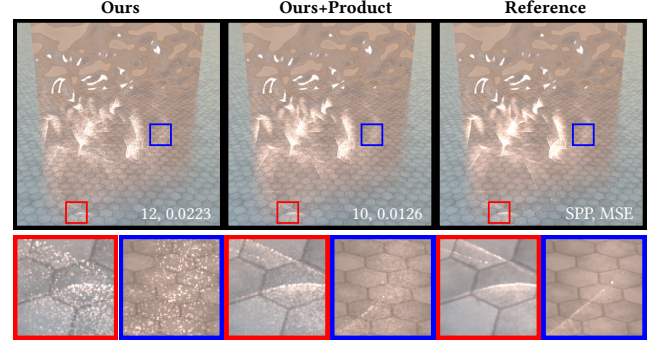 Ours
Ours+Product
Reference
12, 0.0223
10, 0.0126
SPP, MSE